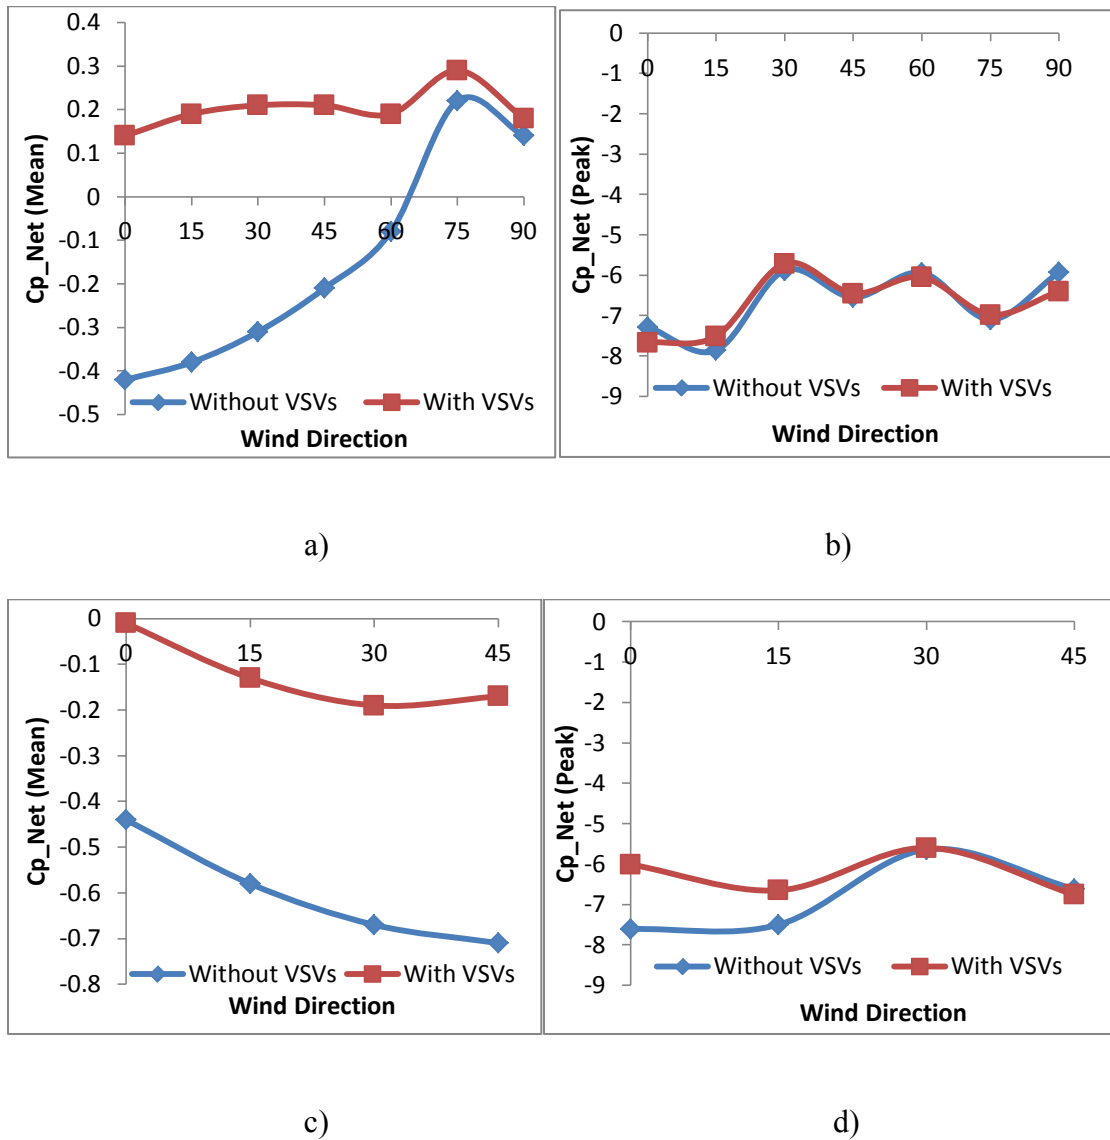 0.4
0.3
0.2
0.1
0
-0.1
-0.2
-0.3
-0.4
-0.5
0 15 30 45 60 75 90
Cp_Net (Mean)
Without VSVs With VSVs
Wind Direction
0
-1
-2
-3
-4
-5
-6
-7
-8
-9
0 15 30 45 60 75 90
Cp_Net (Peak)
Without VSVs With VSVs
Wind Direction
a)
b)
0
-0.1
-0.2
-0.3
-0.4
-0.5
-0.6
-0.7
-0.8
0 15 30 45
Cp_Net (Mean)
Without VSVs With VSVs
Wind Direction
0
-1
-2
-3
-4
-5
-6
-7
-8
-9
0 15 30 45
Cp_Net (Peak)
Without VSVs With VSVs
Wind Direction
c)
d)